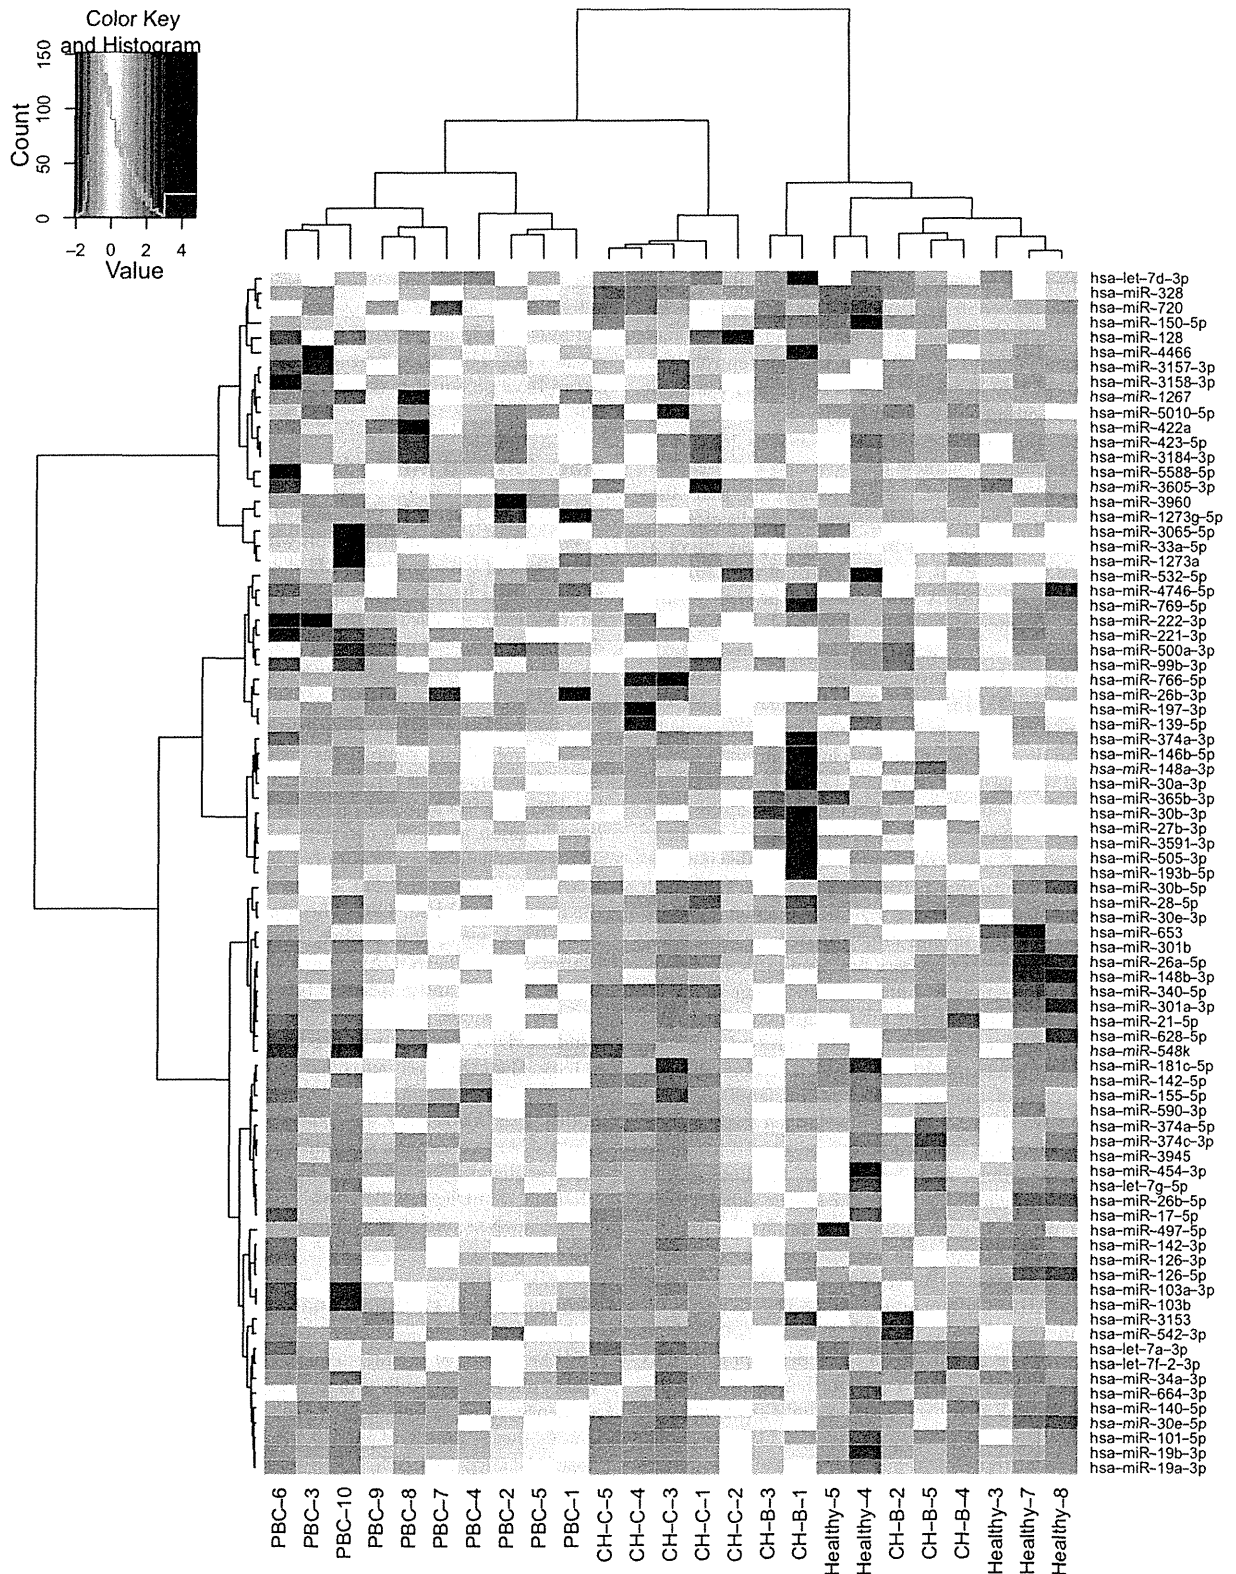 Color Key
and Histogram
Count
0
50
100
150
−2
0
2
4
Value
hsa−let−7d−3p
hsa−miR−328
hsa−miR−720
hsa−miR−150−5p
hsa−miR−128
hsa−miR−4466
hsa−miR−3157−3p
hsa−miR−3158−3p
hsa−miR−1267
hsa−miR−5010−5p
hsa−miR−422a
hsa−miR−423−5p
hsa−miR−3184−3p
hsa−miR−5588−5p
hsa−miR−3605−3p
hsa−miR−3960
hsa−miR−1273g−5p
hsa−miR−3065−5p
hsa−miR−33a−5p
hsa−miR−1273a
hsa−miR−532−5p
hsa−miR−4746−5p
hsa−miR−769−5p
hsa−miR−222−3p
hsa−miR−221−3p
hsa−miR−500a−3p
hsa−miR−99b−3p
hsa−miR−766−5p
hsa−miR−26b−3p
hsa−miR−197−3p
hsa−miR−139−5p
hsa−miR−374a−3p
hsa−miR−146b−5p
hsa−miR−148a−3p
hsa−miR−30a−3p
hsa−miR−365b−3p
hsa−miR−30b−3p
hsa−miR−27b−3p
hsa−miR−3591−3p
hsa−miR−505−3p
hsa−miR−193b−5p
hsa−miR−30b−5p
hsa−miR−28−5p
hsa−miR−30e−3p
hsa−miR−653
hsa−miR−301b
hsa−miR−26a−5p
hsa−miR−148b−3p
hsa−miR−340−5p
hsa−miR−301a−3p
hsa−miR−21−5p
hsa−miR−628−5p
hsa−miR−548k
hsa−miR−181c−5p
hsa−miR−142−5p
hsa−miR−155−5p
hsa−miR−590−3p
hsa−miR−374a−5p
hsa−miR−374c−3p
hsa−miR−3945
hsa−miR−454−3p
hsa−let−7g−5p
hsa−miR−26b−5p
hsa−miR−17−5p
hsa−miR−497−5p
hsa−miR−142−3p
hsa−miR−126−3p
hsa−miR−126−5p
hsa−miR−103a−3p
hsa−miR−103b
hsa−miR−3153
hsa−miR−542−3p
hsa−let−7a−3p
hsa−let−7f−2−3p
hsa−miR−34a−3p
hsa−miR−664−3p
hsa−miR−140−5p
hsa−miR−30e−5p
hsa−miR−101−5p
hsa−miR−19b−3p
hsa−miR−19a−3p
PBC−6
PBC−3
PBC−10
PBC−9
PBC−8
PBC−7
PBC−4
PBC−2
PBC−5
PBC−1
CH−C−5
CH−C−4
CH−C−3
CH−C−1
CH−C−2
CH−B−3
CH−B−1
Healthy−5
Healthy−4
CH−B−2
CH−B−5
CH−B−4
Healthy−3
Healthy−7
Healthy−8